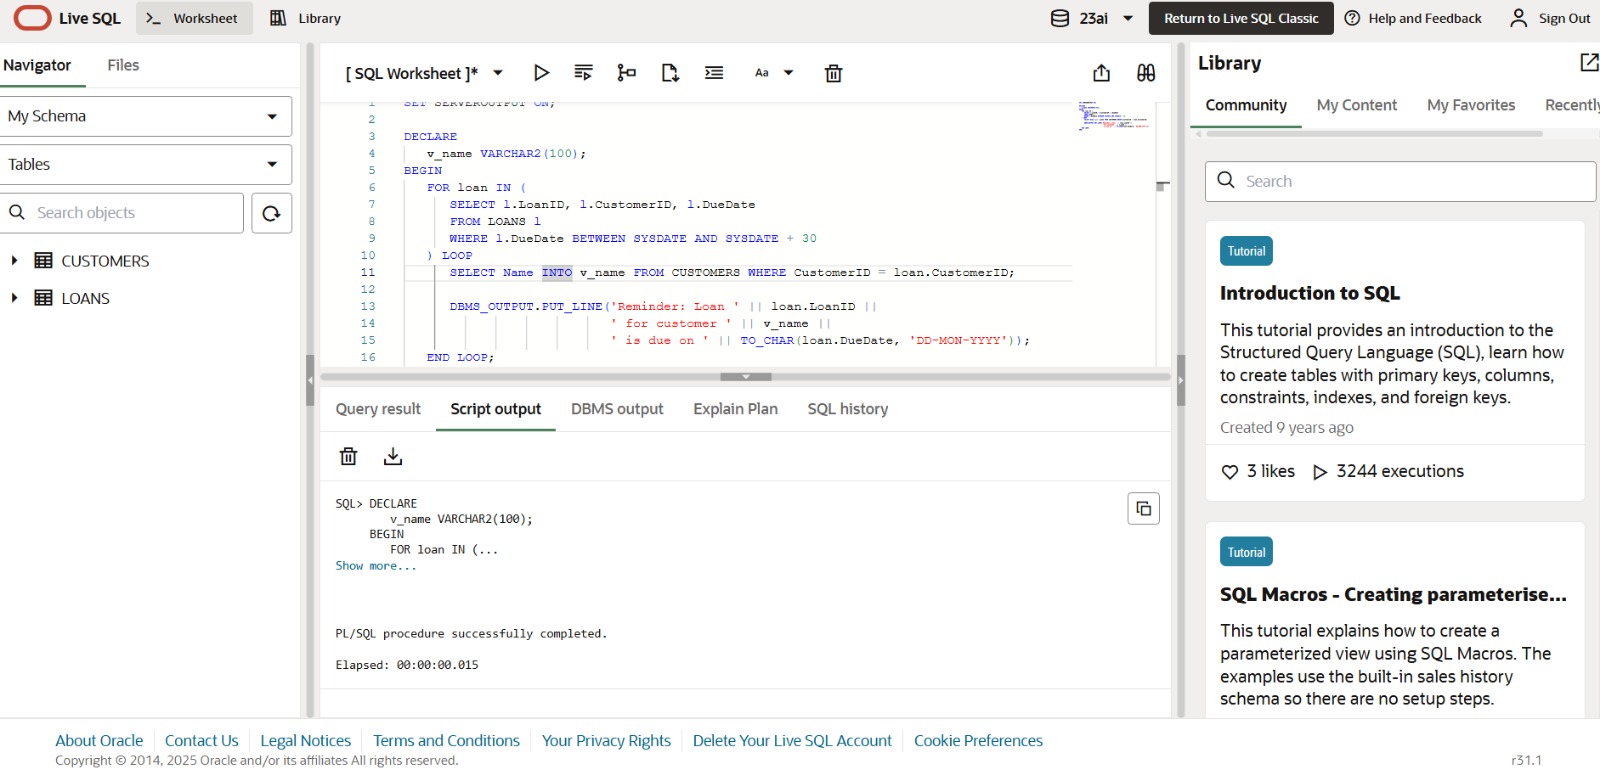 Live SQL
Worksheet
Library
23ai
Return to Live SQL Classic
Help and Feedback
Sign Out
Navigator
Files
My Schema
Tables
Search objects
CUSTOMERS
LOANS
[ SQL Worksheet ]*
Aa
1 SET SERVEROUTPUT ON;
2
3 DECLARE
4 v_name VARCHAR2(100);
5 BEGIN
6 FOR loan IN (
7 SELECT l.LoanID, l.CustomerID, l.DueDate
8 FROM LOANS l
9 WHERE l.DueDate BETWEEN SYSDATE AND SYSDATE + 30
10 ) LOOP
11 SELECT Name INTO v_name FROM CUSTOMERS WHERE CustomerID = loan.CustomerID;
12
13 DBMS_OUTPUT.PUT_LINE('Reminder: Loan ' || loan.LoanID ||
14 ' for customer ' || v_name ||
15 ' is due on ' || TO_CHAR(loan.DueDate, 'DD-MON-YYYY'));
16 END LOOP;
Query result
Script output
DBMS output
Explain Plan
SQL history
SQL> DECLARE
v_name VARCHAR2(100);
BEGIN
FOR loan IN (...
Show more...
PL/SQL procedure successfully completed.
Elapsed: 00:00:00.015
Library
Community
My Content
My Favorites
Recently
Search
Tutorial
Introduction to SQL
This tutorial provides an introduction to the
Structured Query Language (SQL), learn how
to create tables with primary keys, columns,
constraints, indexes, and foreign keys.
Created 9 years ago
3 likes
3244 executions
Tutorial
SQL Macros - Creating parameterise...
This tutorial explains how to create a
parameterized view using SQL Macros. The
examples use the built-in sales history
schema so there are no setup steps.
About Oracle
Contact Us
Legal Notices
Terms and Conditions
Your Privacy Rights
Delete Your Live SQL Account
Cookie Preferences
Copyright © 2014, 2025 Oracle and/or its affiliates All rights reserved.
r31.1